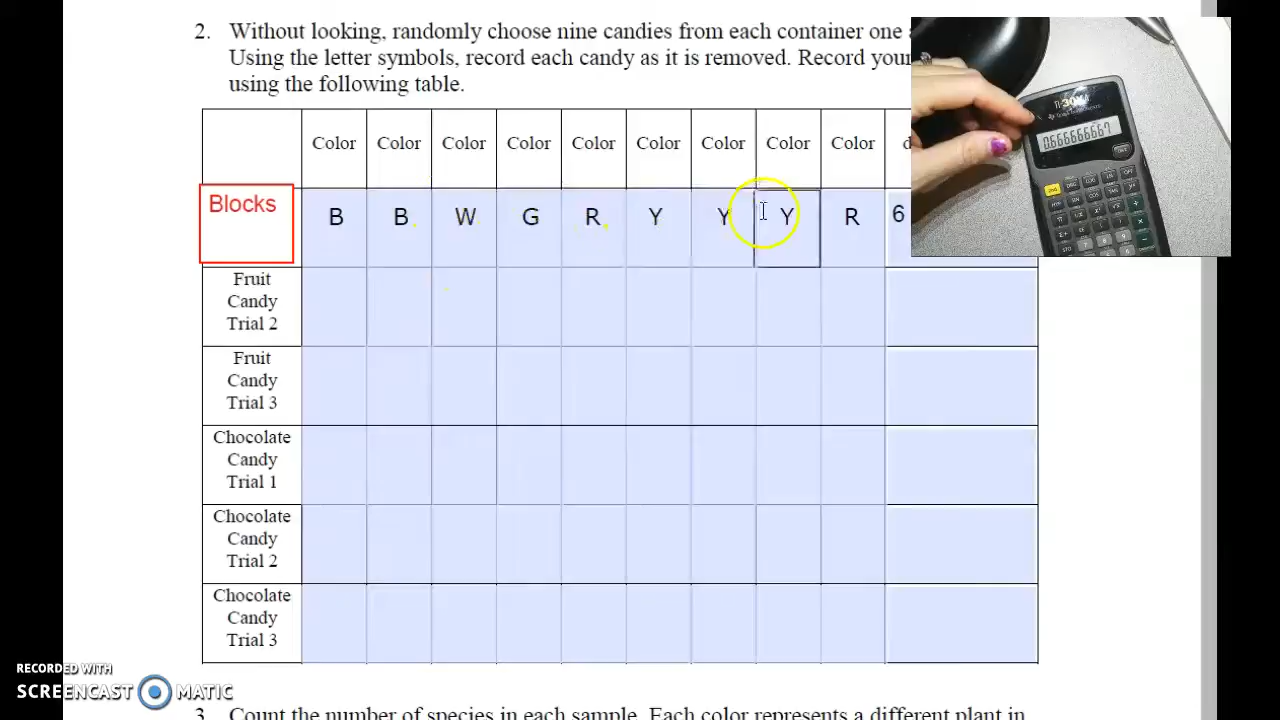 2. Without looking, randomly choose nine candies from each container one
Using the letter symbols, record each candy as it is removed. Record your
using the following table.
Color Color Color Color Color Color Color Color Color
Blocks B B W G R Y Y Y R 6
Fruit
Candy
Trial 2
Fruit
Candy
Trial 3
Chocolate
Candy
Trial 1
Chocolate
Candy
Trial 2
Chocolate
Candy
Trial 3
3. Count the number of species in each sample. Each color represents a different plant in
0.666666667
RECORDED WITH
SCREENCAST MATIC